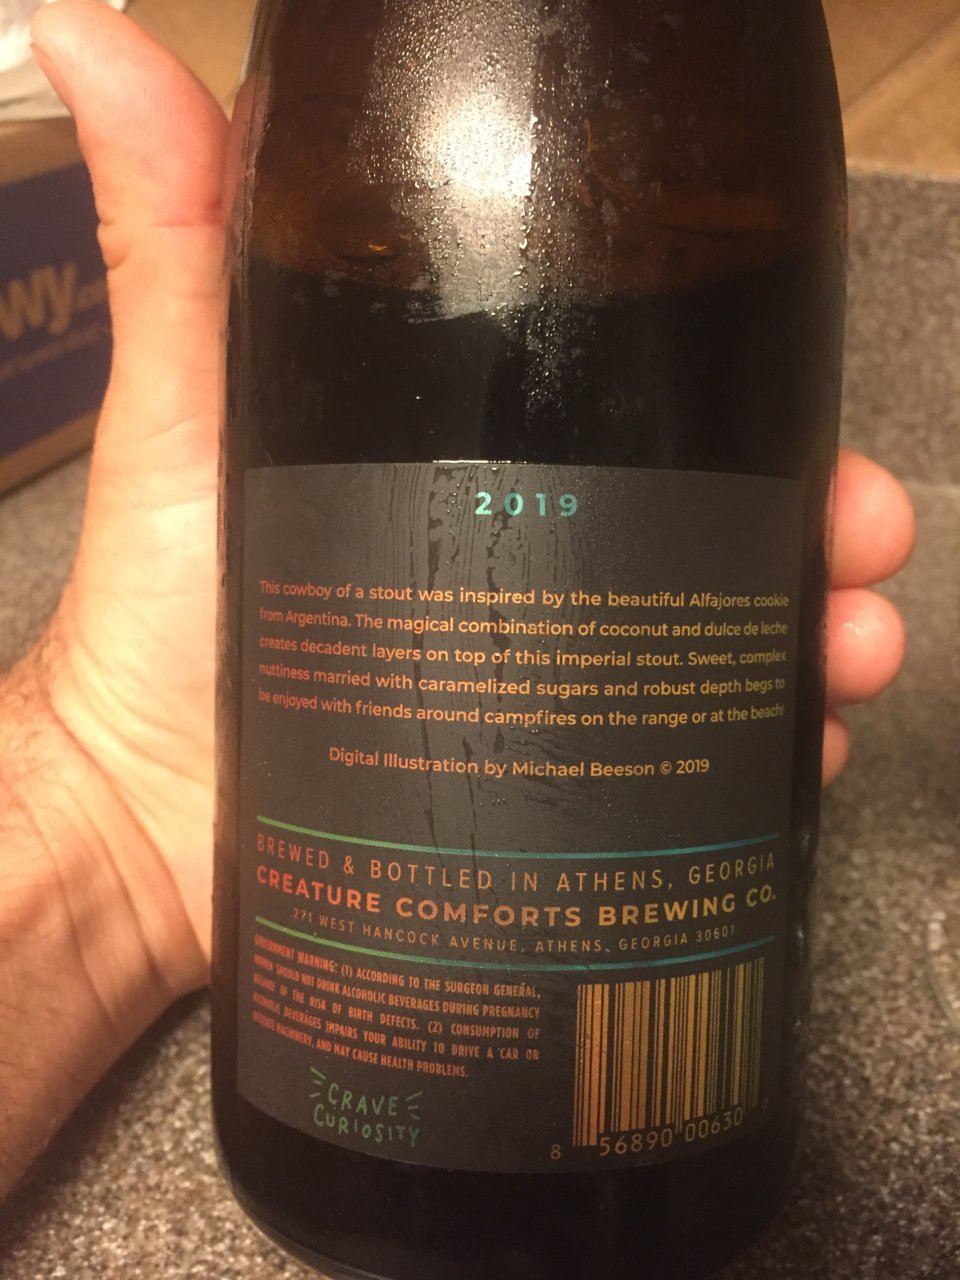 wy.
2019
This cowboy of a stout was inspired by the beautiful Alfajores cookie
from Argentina. The magical combination of coconut and dulce de leche
creates decadent layers on top of this imperial stout. Sweet, complex
nuttiness married with caramelized sugars and robust depth begs to
be enjoyed with friends around campfires on the range or at the beach!
Digital Illustration by Michael Beeson © 2019
BREWED & BOTTLED IN ATHENS, GEORGIA
CREATURE COMFORTS BREWING CO.
271 WEST HANCOCK AVENUE, ATHENS, GEORGIA 30601
GOVERNMENT WARNING: (1) ACCORDING TO THE SURGEON GENERAL,
WOMEN SHOULD NOT DRINK ALCOHOLIC BEVERAGES DURING PREGNANCY
BECAUSE OF THE RISK OF BIRTH DEFECTS. (2) CONSUMPTION OF
ALCOHOLIC BEVERAGES IMPAIRS YOUR ABILITY TO DRIVE A CAR OR
OPERATE MACHINERY, AND MAY CAUSE HEALTH PROBLEMS.
CRAVE
CURIOSITY
8 56890 00630 7